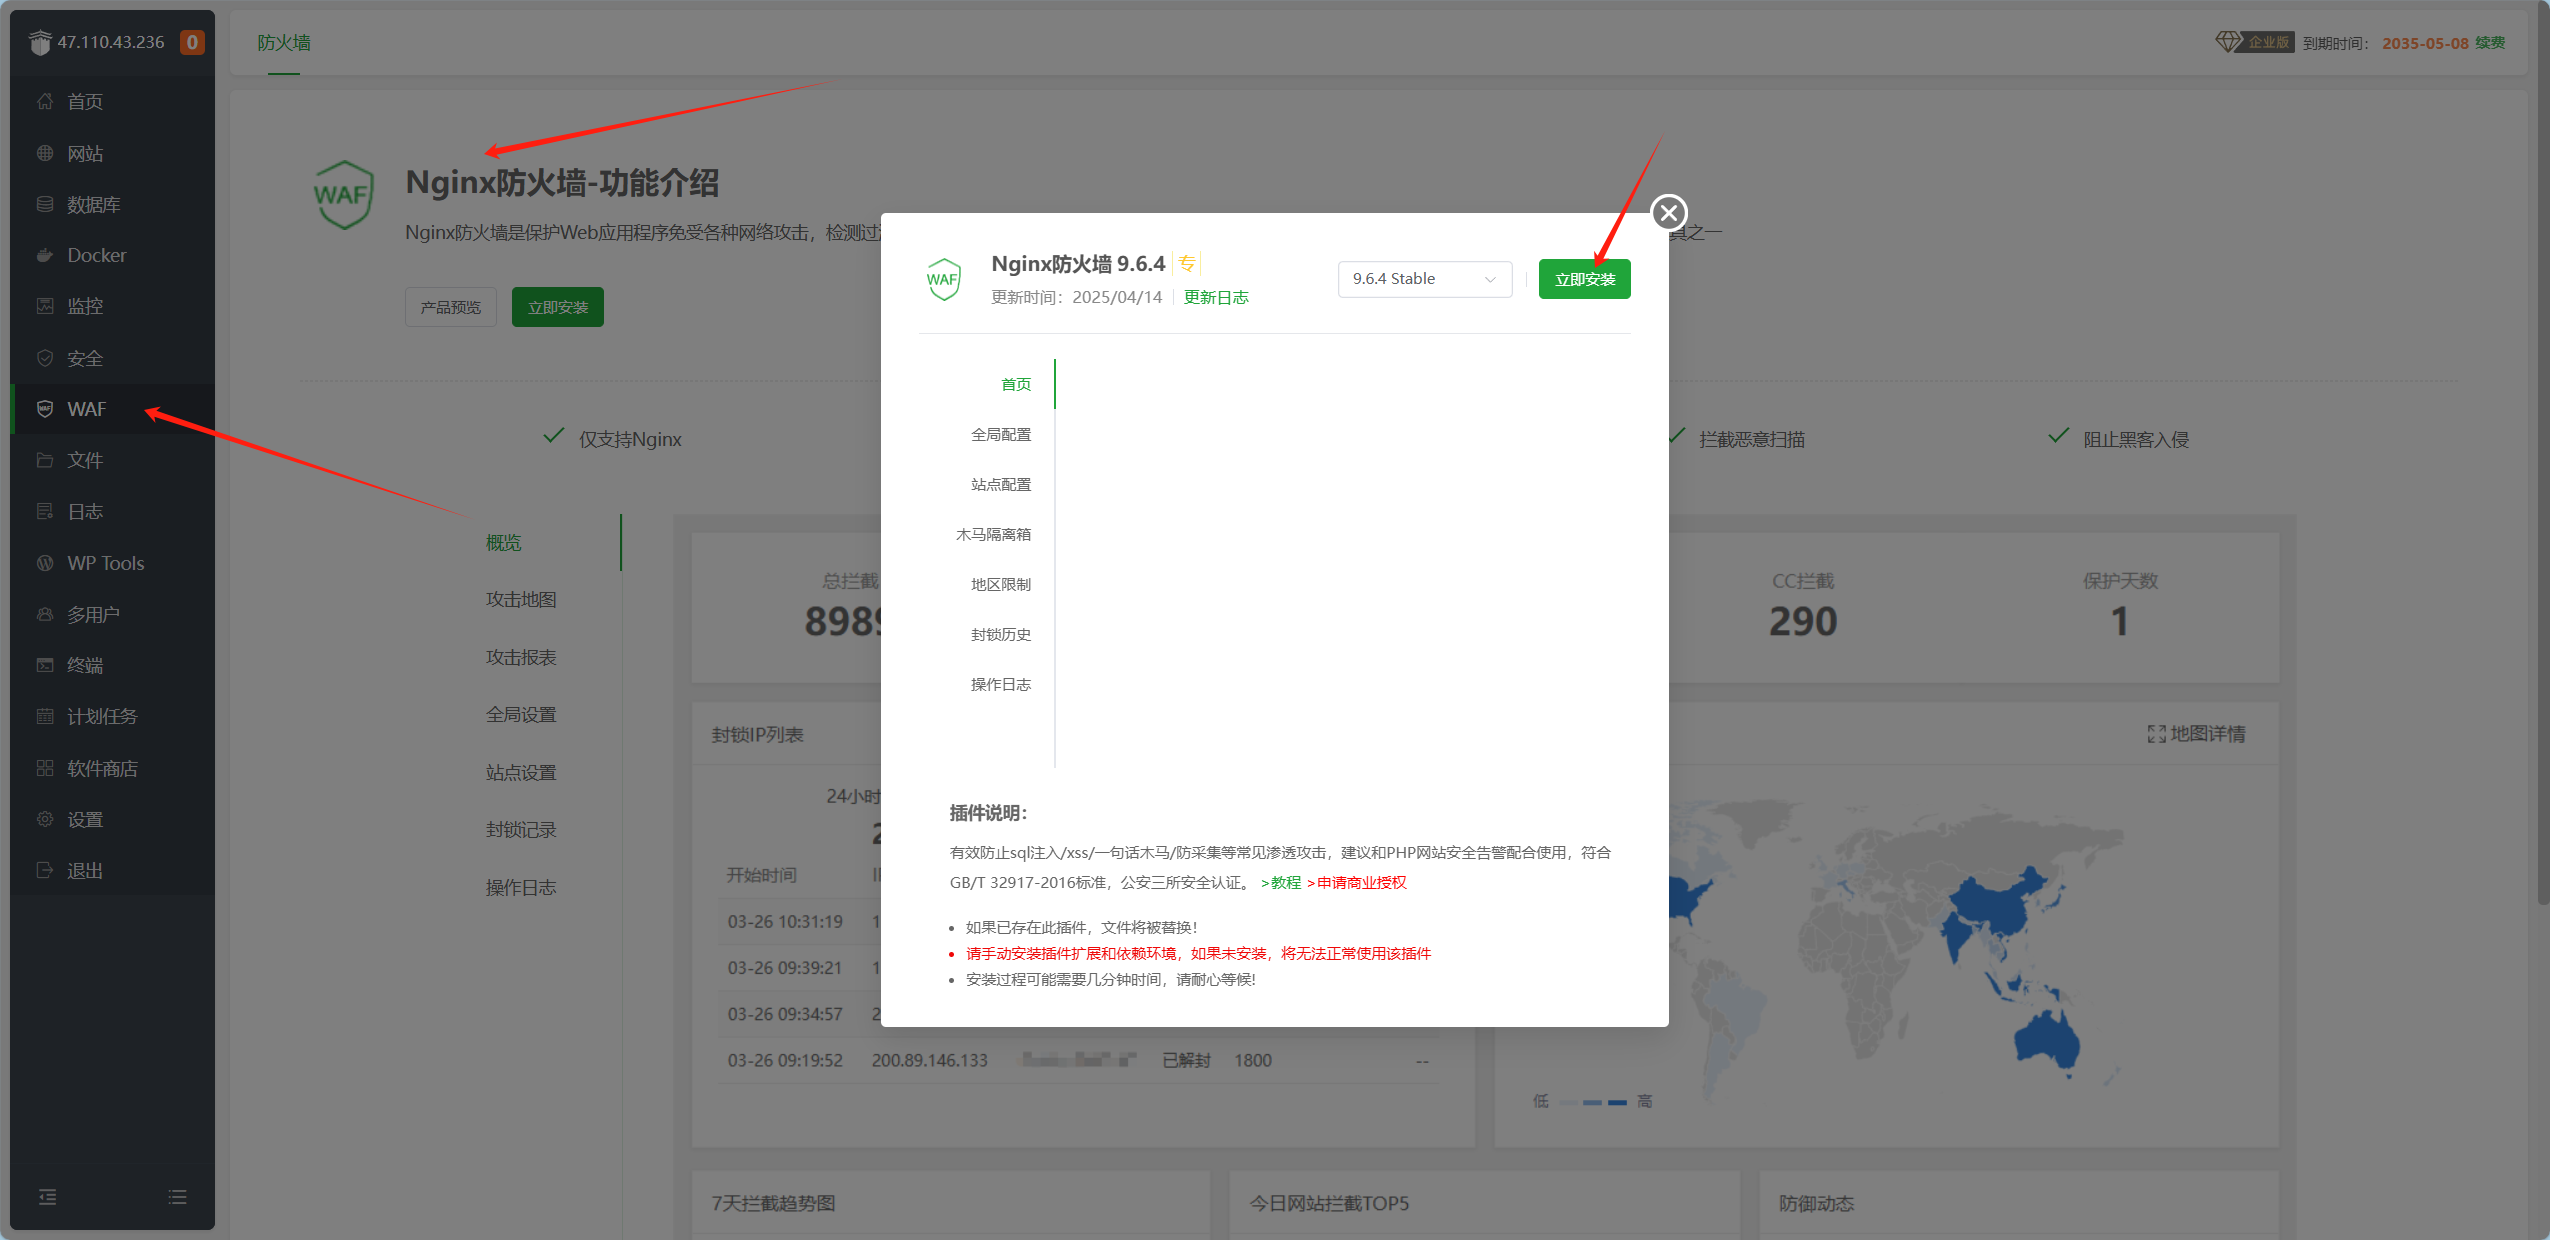 47.110.43.236 0
首页
网站
数据库
Docker
监控
安全
WAF
文件
日志
WP Tools
多用户
终端
计划任务
软件商店
设置
退出
防火墙
企业版 到期时间： 2035-05-08 续费
WAF
Nginx防火墙-功能介绍
Nginx防火墙是保护Web应用程序免受各种网络攻击，检测过
具之一
产品预览 立即安装
仅支持Nginx
拦截恶意扫描
阻止黑客入侵
概览
攻击地图
攻击报表
全局设置
站点设置
封锁记录
操作日志
总拦截
8989
CC拦截
290
保护天数
1
封锁IP列表
地图详情
24小时
2
开始时间 IP
03-26 10:31:19 1
03-26 09:39:21 1
03-26 09:34:57 2
03-26 09:19:52 200.89.146.133 已解封 1800 --
低 高
7天拦截趋势图
今日网站拦截TOP5
防御动态
WAF
Nginx防火墙 9.6.4 专
更新时间：2025/04/14 更新日志
9.6.4 Stable
立即安装
首页
全局配置
站点配置
木马隔离箱
地区限制
封锁历史
操作日志
插件说明：
有效防止sql注入/xss/一句话木马/防采集等常见渗透攻击，建议和PHP网站安全告警配合使用，符合
GB/T 32917-2016标准，公安三所安全认证。 >教程 >申请商业授权
如果已存在此插件，文件将被替换！
请手动安装插件扩展和依赖环境，如果未安装，将无法正常使用该插件
安装过程可能需要几分钟时间，请耐心等候!